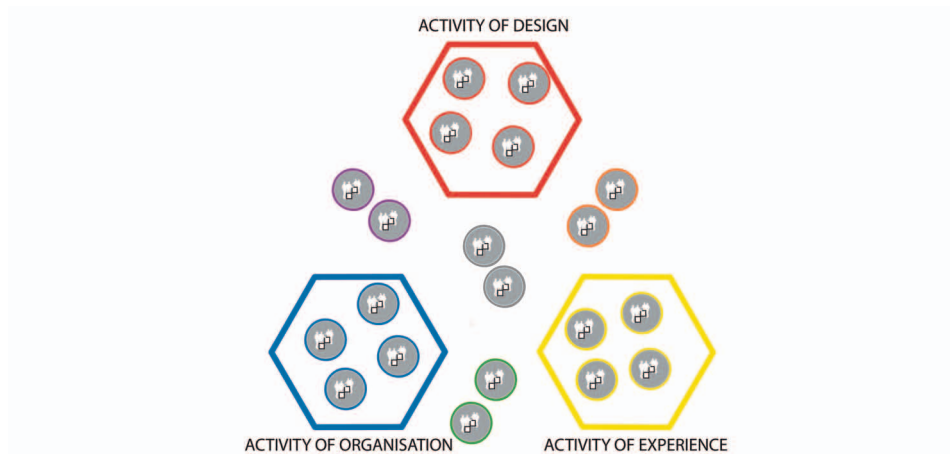 ACTIVITY OF DESIGN
ACTIVITY OF ORGANISATION
ACTIVITY OF EXPERIENCE